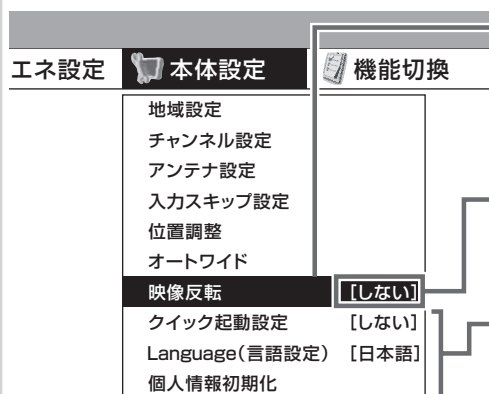 エネ設定 本体設定 機能切換
地域設定
チャンネル設定
アンテナ設定
入力スキップ設定
位置調整
オートワイド
映像反転 [しない]
クイック起動設定 [しない]
Language(言語設定) [日本語]
個人情報初期化